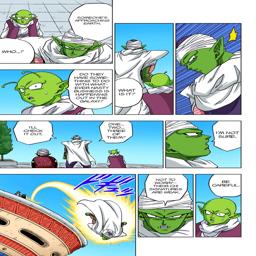 WHAT
IS IT?
SOMEONE'S
APPROACHING
EARTH.
WHO...?
DO THEY
HAVE SOME-
THING TO DO
WITH WHAT-
EVER NASTY
BUSINESS IS
HAPPENING
OUT IN THE
GALAXY?
I'M NOT
SURE.
ONE...
TWO...
THREE
OF
THEM.
I'LL
CHECK
IT OUT.
BE
CAREFUL.
NOT TO
WORRY.
THEIR CHI
SIGNATURES
ARE WEAK.